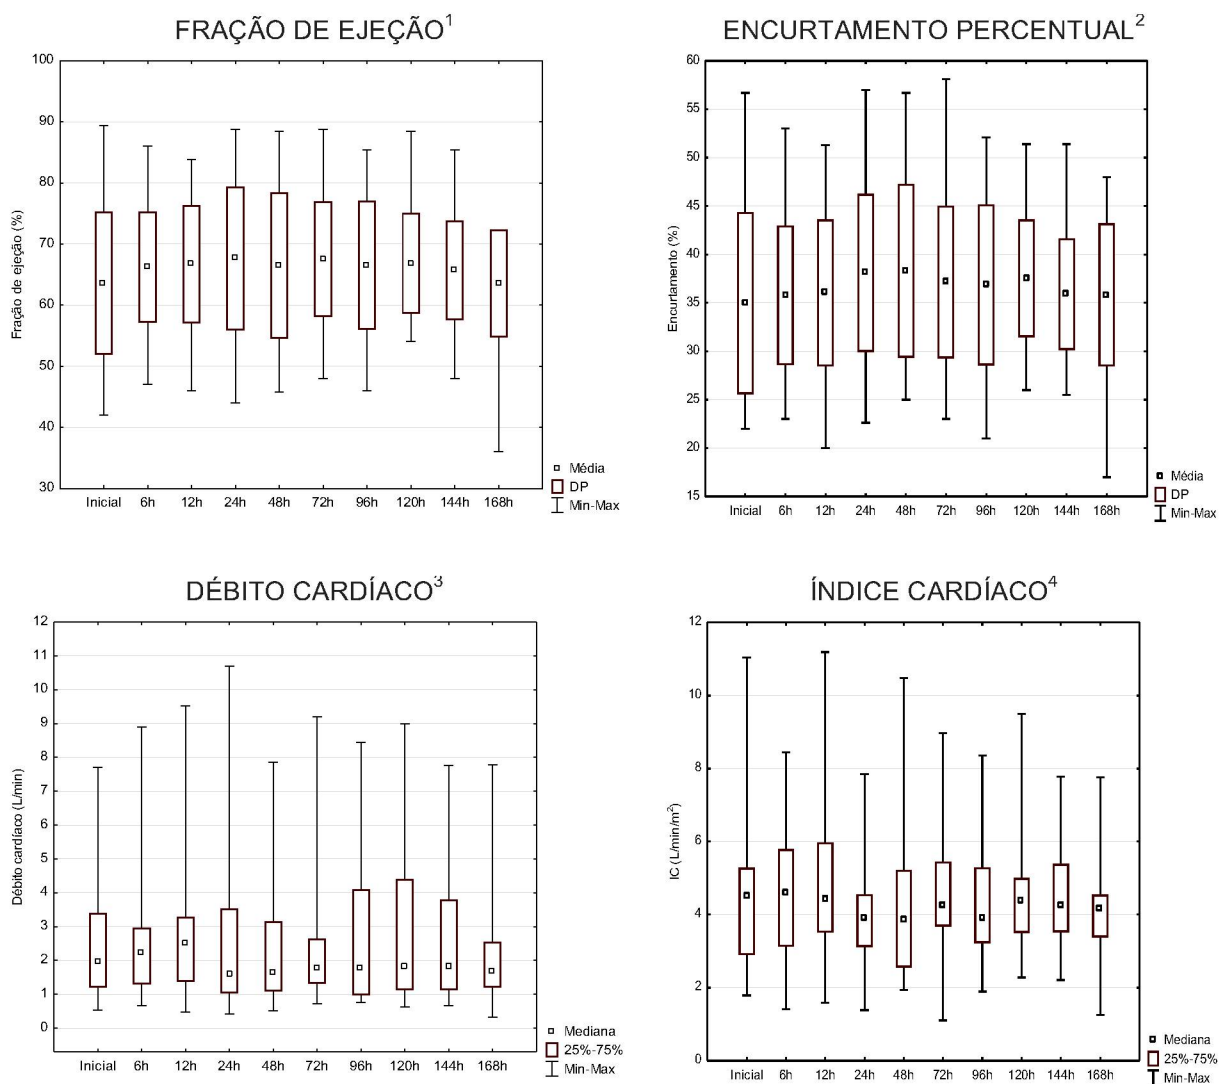 FRAÇÃO DE EJEÇÃO¹
100
90
80
70
60
50
40
30
Fração de ejeção (%)
Inicial 6h 12h 24h 48h 72h 96h 120h 144h 168h
Média
DP
Min-Max
ENCURTAMENTO PERCENTUAL²
60
55
50
45
40
35
30
25
20
15
Encurtamento (%)
Inicial 6h 12h 24h 48h 72h 96h 120h 144h 168h
Média
DP
Min-Max
DÉBITO CARDÍACO³
12
11
10
9
8
7
6
5
4
3
2
1
0
Débito cardíaco (L/min)
Inicial 6h 12h 24h 48h 72h 96h 120h 144h 168h
Mediana
25%-75%
Min-Max
ÍNDICE CARDÍACO⁴
12
10
8
6
4
2
0
IC (L/min/m²)
Inicial 6h 12h 24h 48h 72h 96h 120h 144h 168h
Mediana
25%-75%
Min-Max